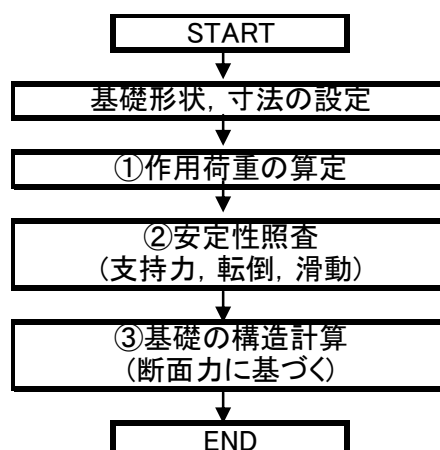 START
基礎形状，寸法の設定
①作用荷重の算定
②安定性照査
(支持力，転倒，滑動)
③基礎の構造計算
(断面力に基づく)
END